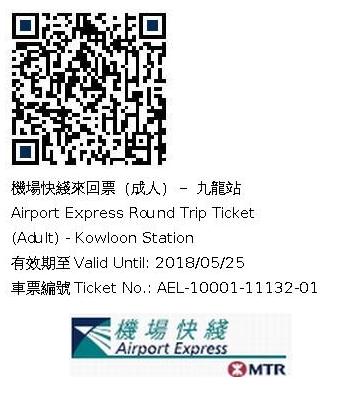 機場快綫來回票 (成人) – 九龍站
Airport Express Round Trip Ticket
(Adult) - Kowloon Station
有效期至 Valid Until: 2018/05/25
車票編號 Ticket No.: AEL-10001-11132-01
機場快綫
Airport Express
MTR